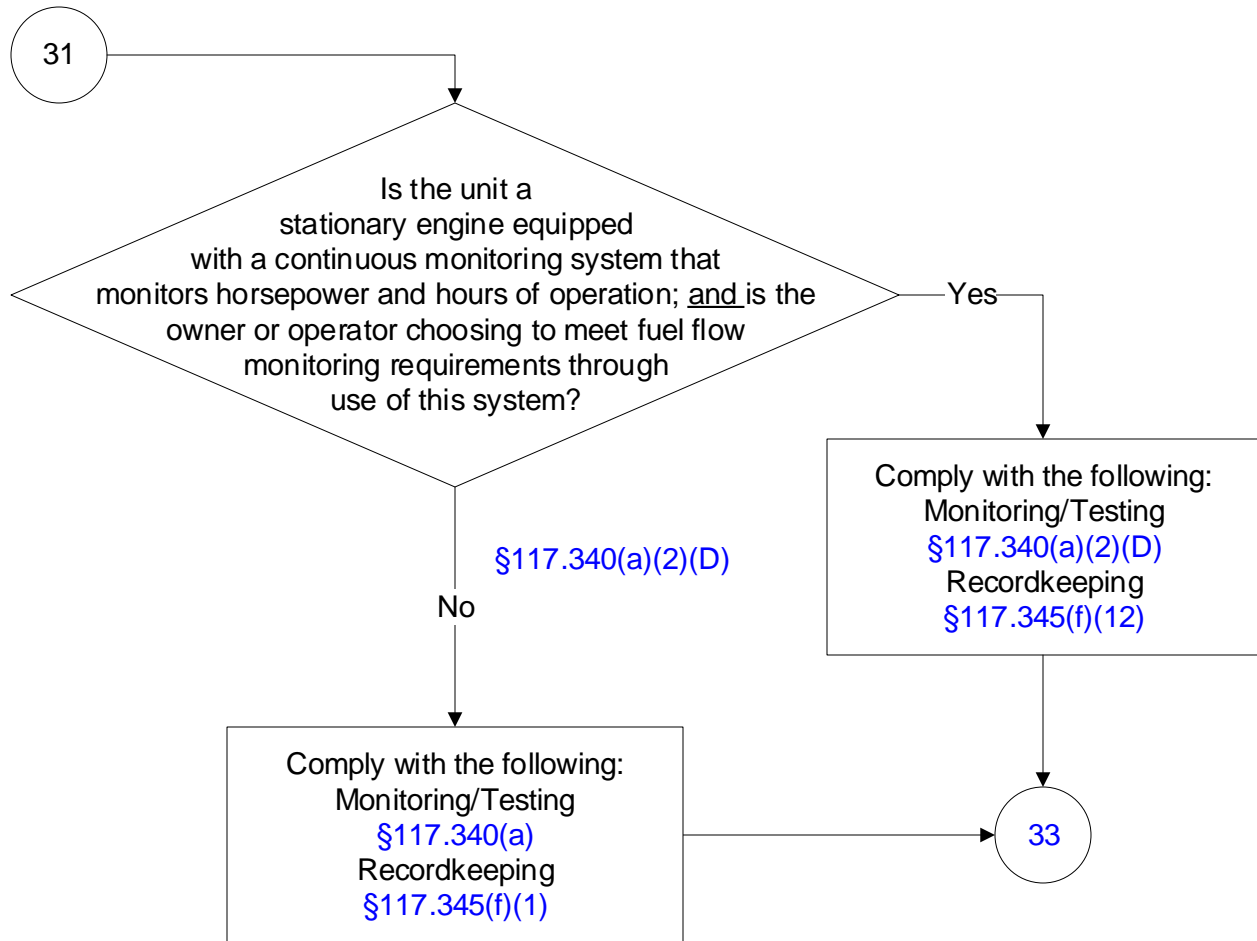 31
Is the unit a
stationary engine equipped
with a continuous monitoring system that
monitors horsepower and hours of operation; and is the
owner or operator choosing to meet fuel flow
monitoring requirements through
use of this system?
Yes
§117.340(a)(2)(D)
No
Comply with the following:
Monitoring/Testing
§117.340(a)(2)(D)
Recordkeeping
§117.345(f)(12)
Comply with the following:
Monitoring/Testing
§117.340(a)
Recordkeeping
§117.345(f)(1)
33